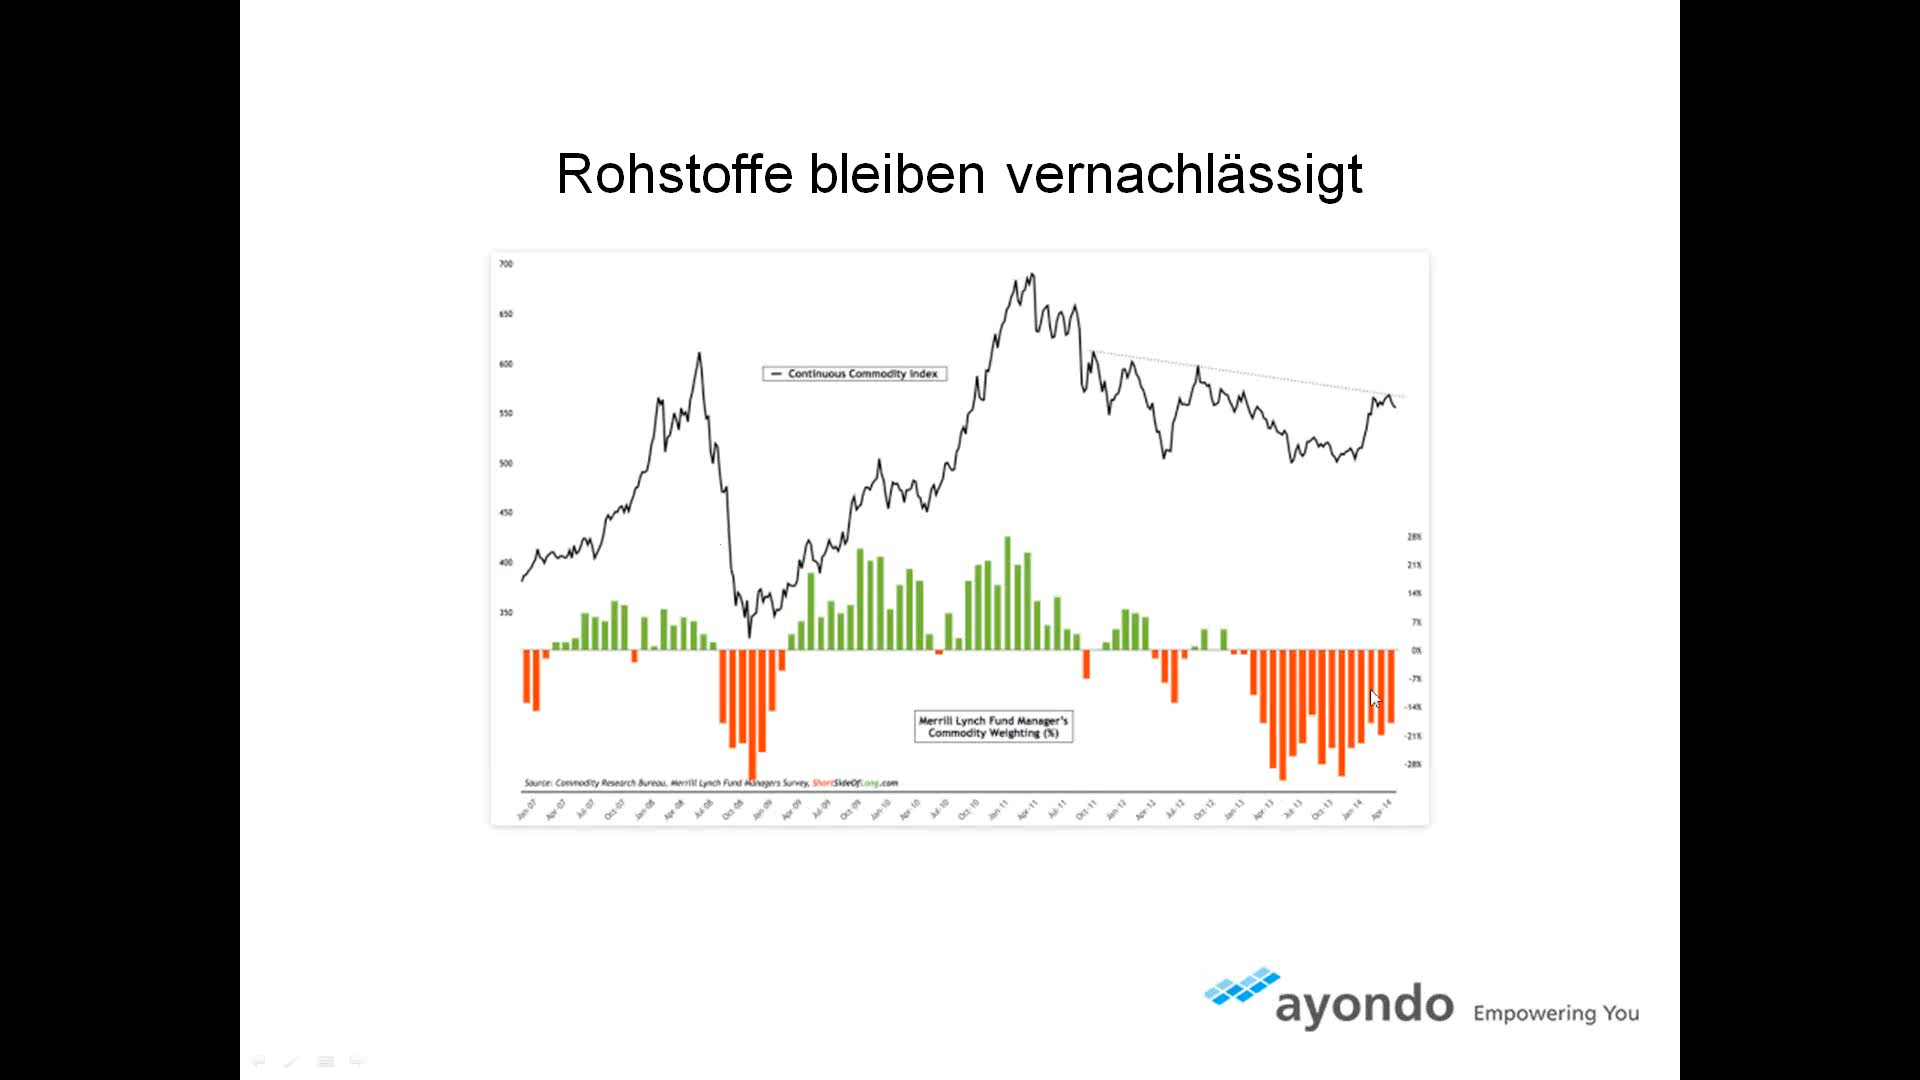 Rohstoffe bleiben vernachlässigt
700
650
600
550
500
450
400
350
Continuous Commodity Index
28%
21%
14%
7%
0%
-7%
-14%
-21%
-28%
Merrill Lynch Fund Manager's
Commodity Weighting (%)
Source: Commodity Research Bureau, Merrill Lynch Fund Managers Survey, ShortSideOfLong.com
Jan-07 Apr-07 Jul-07 Oct-07 Jan-08 Apr-08 Jul-08 Oct-08 Jan-09 Apr-09 Jul-09 Oct-09 Jan-10 Apr-10 Jul-10 Oct-10 Jan-11 Apr-11 Jul-11 Oct-11 Jan-12 Apr-12 Jul-12 Oct-12 Jan-13 Apr-13 Jul-13 Oct-13 Jan-14 Apr-14
ayondo Empowering You